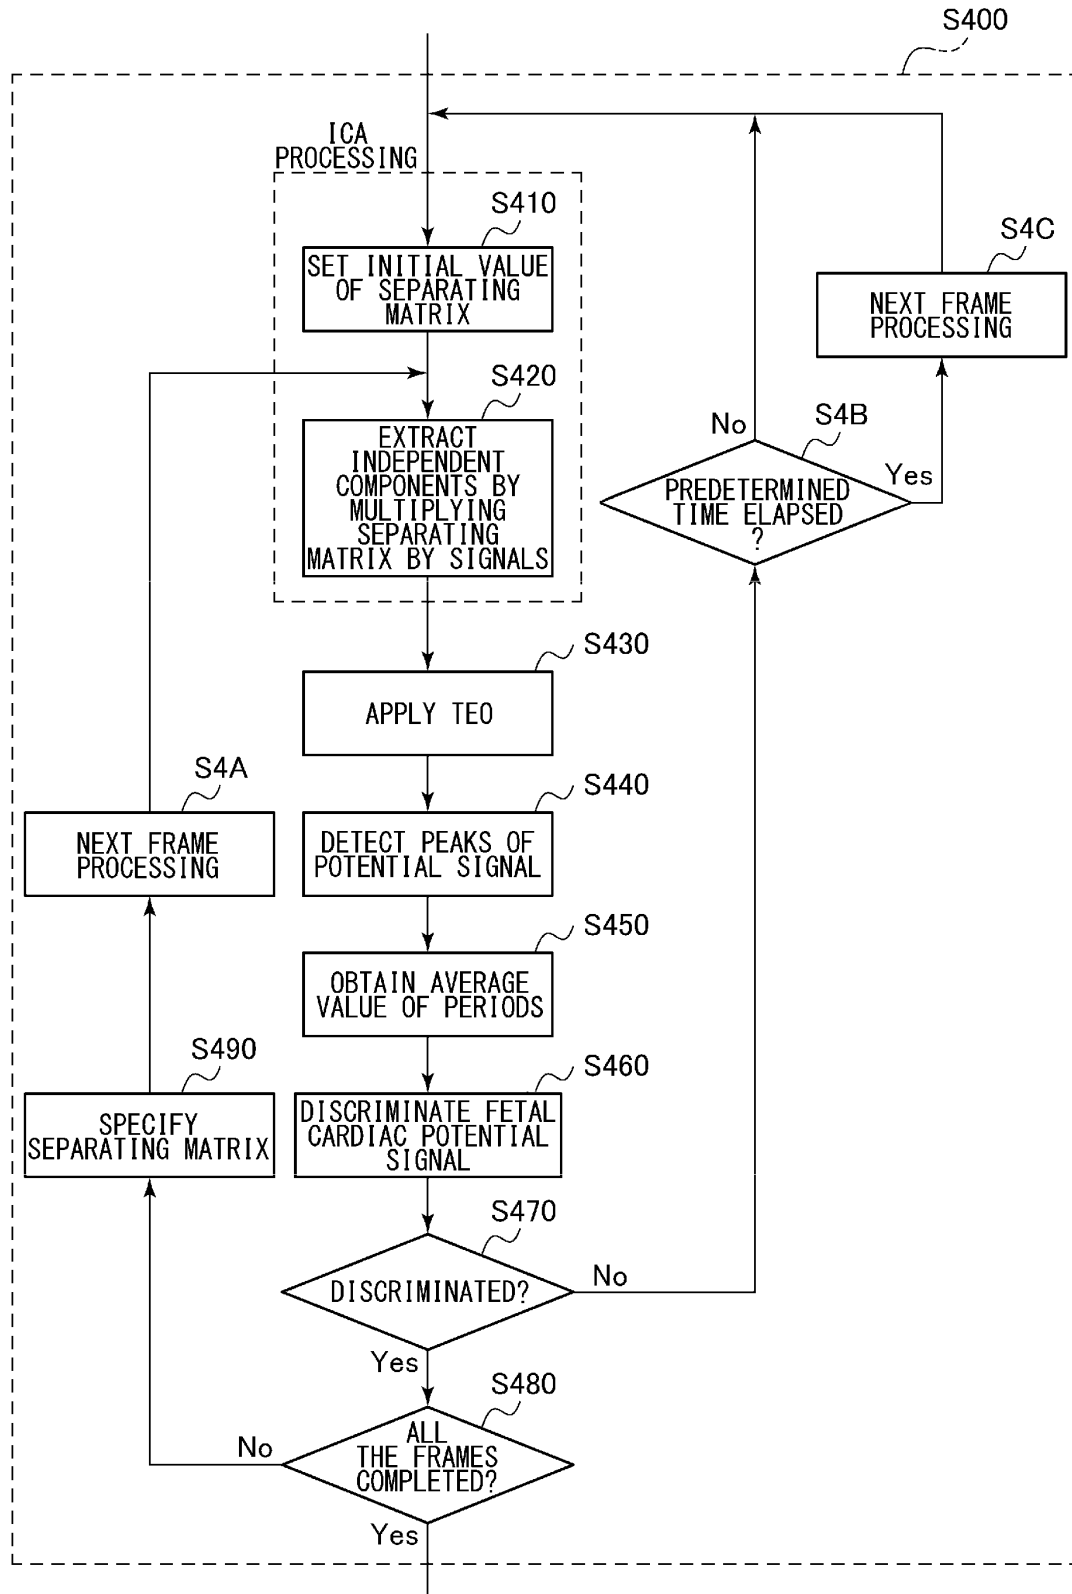 S400
ICA
PROCESSING
S410
SET INITIAL VALUE
OF SEPARATING
MATRIX
S4C
NEXT FRAME
PROCESSING
S420
EXTRACT
INDEPENDENT
COMPONENTS BY
MULTIPLYING
SEPARATING
MATRIX BY SIGNALS
No
S4B
Yes
PREDETERMINED
TIME ELAPSED
?
S430
APPLY TEO
S4A
NEXT FRAME
PROCESSING
S440
DETECT PEAKS OF
POTENTIAL SIGNAL
S450
OBTAIN AVERAGE
VALUE OF PERIODS
S490
SPECIFY
SEPARATING MATRIX
S460
DISCRIMINATE FETAL
CARDIAC POTENTIAL
SIGNAL
S470
DISCRIMINATED?
No
Yes
S480
ALL
THE FRAMES
COMPLETED?
No
Yes